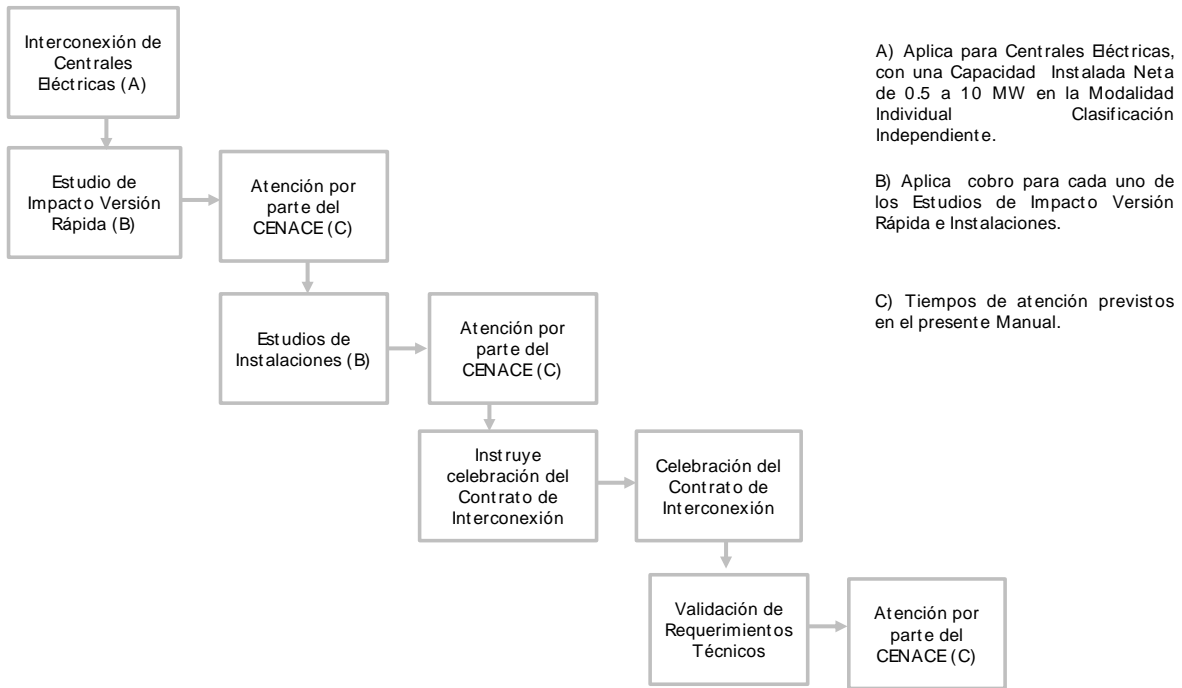 Interconexión de
Centrales
Eléctricas (A)
Estudio de
Impacto Versión
Rápida (B)
Atención por
parte del
CENACE (C)
Estudios de
Instalaciones (B)
Atención por
parte del
CENACE (C)
Instruye
celebración del
Contrato de
Interconexión
Celebración del
Contrato de
Interconexión
Validación de
Requerimientos
Técnicos
Atención por
parte del
CENACE (C)
A) Aplica para Centrales Eléctricas,
con una Capacidad Instalada Neta
de 0.5 a 10 MW en la Modalidad
Individual Clasificación
Independiente.
B) Aplica cobro para cada uno de
los Estudios de Impacto Versión
Rápida e Instalaciones.
C) Tiempos de atención previstos
en el presente Manual.